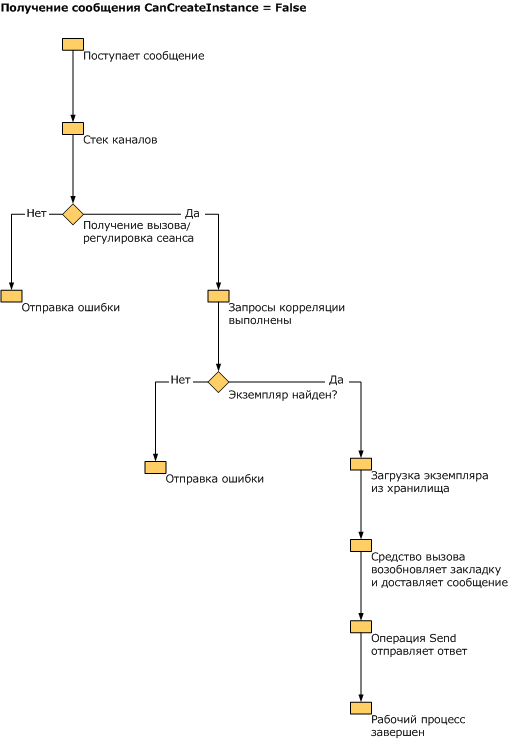 Получение сообщения CanCreateInstance = False
Поступает сообщение
Стек каналов
Нет
Да
Получение вызова/
регулировка сеанса
Отправка ошибки
Запросы корреляции
выполнены
Нет
Да
Экземпляр найден?
Отправка ошибки
Загрузка экземпляра
из хранилища
Средство вызова
возобновляет закладку
и доставляет сообщение
Операция Send
отправляет ответ
Рабочий процесс
завершен